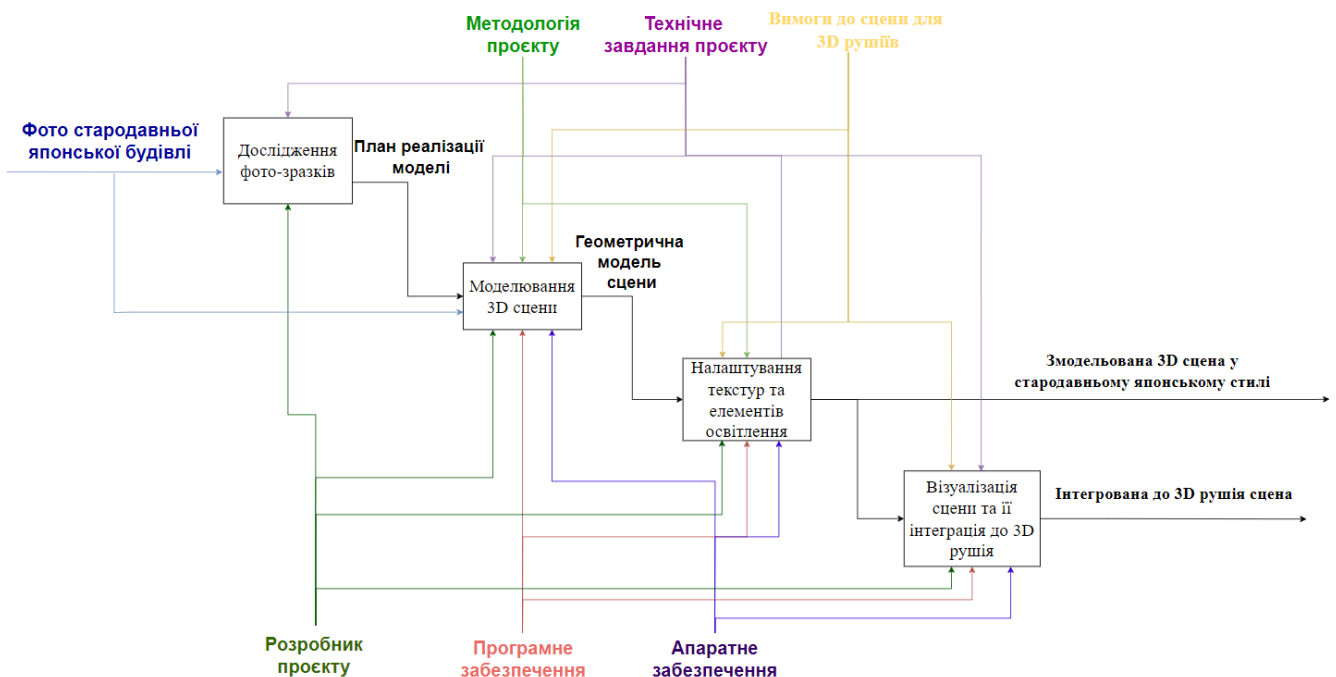 Методологія
проєкту
Технічне
завдання проєкту
Вимоги до сцени для
3D рушіїв
Фото стародавньої
японської будівлі
Дослідження
фото-зразків
План реалізації
моделі
Моделювання
3D сцени
Геометрична
модель
сцени
Налаштування
текстур та
елементів
освітлення
Змодельована 3D сцена у
стародавньому японському стилі
Візуалізація
сцени та її
інтеграція до 3D
рушія
Інтегрована до 3D рушія сцена
Розробник
проєкту
Програмне
забезпечення
Апаратне
забезпечення